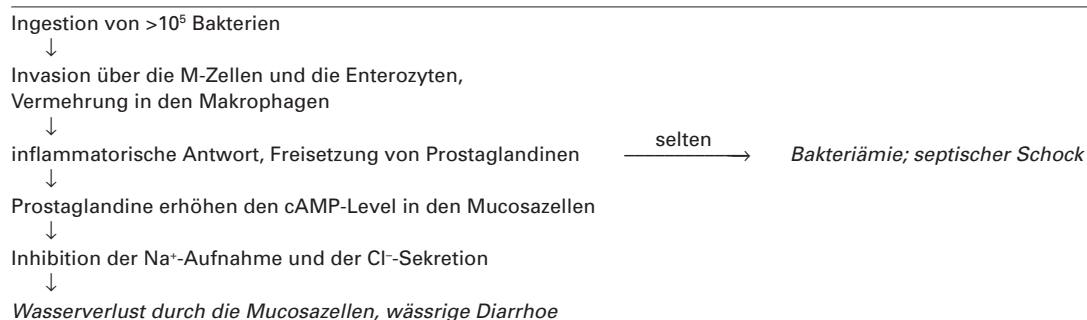 Ingestion von >10⁵ Bakterien
↓
Invasion über die M-Zellen und die Enterozyten,
Vermehrung in den Makrophagen
↓
inflammatorische Antwort, Freisetzung von Prostaglandinen selten → Bakteriämie; septischer Schock
↓
Prostaglandine erhöhen den cAMP-Level in den Mucosazellen
↓
Inhibition der Na⁺-Aufnahme und der Cl⁻-Sekretion
↓
Wasserverlust durch die Mucosazellen, wässrige Diarrhoe